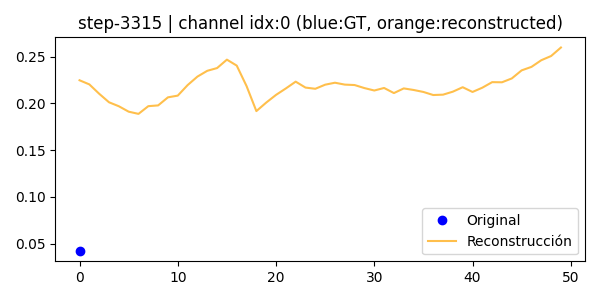 step-3315 | channel idx:0 (blue:GT, orange:reconstructed)
0.25
0.20
0.15
0.10
0.05
Original
Reconstrucción
0 10 20 30 40 50